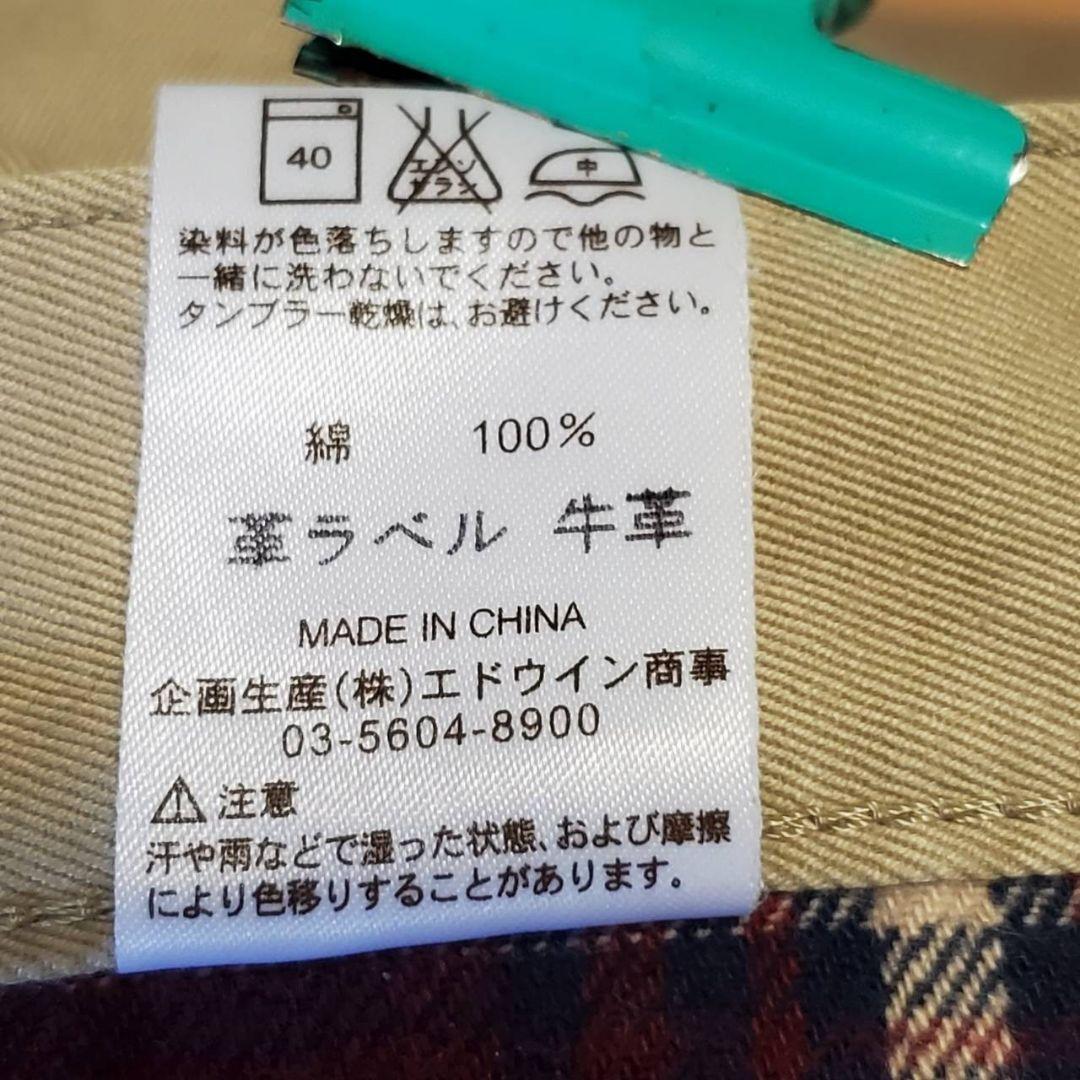 40
エンソ
サラシ
中
染料が色落ちしますので他の物と
一緒に洗わないでください。
タンブラー乾燥は、お避けください。
綿 100%
革ラベル 牛革
MADE IN CHINA
企画生産(株)エドウイン商事
03-5604-8900
注意
汗や雨などで湿った状態、および摩擦
により色移りすることがあります。